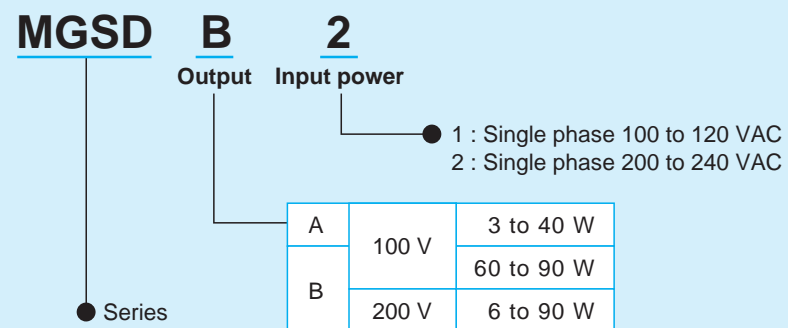 MGSD B 2
Output Input power
1 : Single phase 100 to 120 VAC
2 : Single phase 200 to 240 VAC
A 100 V 3 to 40 W
60 to 90 W
B 200 V 6 to 90 W
Series